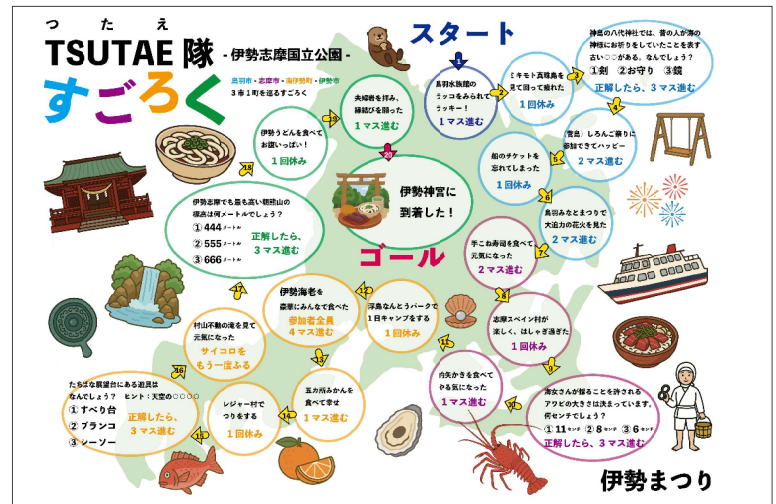 つたえ
TSUTAE隊 - 伊勢志摩国立公園 -
すごろく
鳥羽市・志摩市・南伊勢町・伊勢市
3市1町を巡るすごろく
スタート
1
鳥羽水族館の
ラッコをみられて
ラッキー！
1マス進む
2
ミキモト真珠島を
見て回って疲れた
1回休み
3
神島の八代神社では、昔の人が海の
神様にお祈りをしていたことを表す
古い○○がある。なんでしょう？
①剣 ②お守り ③鏡
正解したら、3マス進む
4
（菅島）しろんご祭りに
参加できてハッピー
2マス進む
5
船のチケットを
忘れてしまった
1回休み
6
鳥羽みなとまつりで
大迫力の花火を見た
2マス進む
7
手こね寿司を食べて
元気になった
2マス進む
8
志摩スペイン村が
楽しく、はしゃぎ過ぎた
1回休み
9
海女さんが採ることを許される
アワビの大きさは決まっています。
何センチでしょう？
①11センチ ②8センチ ③6センチ
正解したら、3マス進む
10
的矢かきを食べて
やる気になった
1マス進む
11
浮島なんとうパークで
1日キャンプをする
1回休み
12
伊勢海老を
豪華にみんなで食べた
参加者全員
4マス進む
13
五カ所みかんを
食べて幸せ
1マス進む
14
レジャー村で
つりをする
1回休み
15
たちばな展望台にある遊具は
なんでしょう？ ヒント：天空の○○○○
①すべり台
②ブランコ
③シーソー
正解したら、
3マス進む
16
村山不動の滝を見て
元気になった
サイコロを
もう一度ふる
17
伊勢志摩でも最も高い朝熊山の
標高は何メートルでしょう？
①444メートル
②555メートル
③666メートル
正解したら、
3マス進む
18
伊勢うどんを食べて
お腹いっぱい！
1回休み
19
夫婦岩を拝み、
縁結びを願った
1マス進む
20
伊勢神宮に
到着した！
ゴール
伊勢まつり